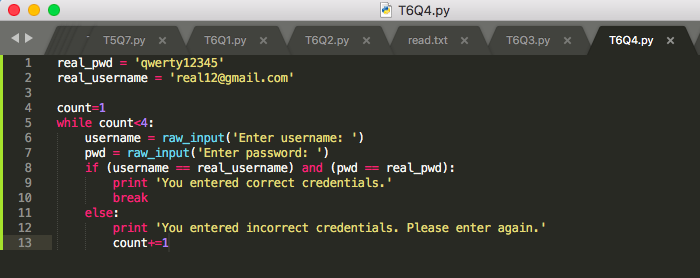 T6Q4.py
T5Q7.py × T6Q1.py × T6Q2.py × read.txt × T6Q3.py × T6Q4.py ×
1 real_pwd = 'qwerty12345'
2 real_username = 'real12@gmail.com'
3
4 count=1
5 while count<4:
6     username = raw_input('Enter username: ')
7     pwd = raw_input('Enter password: ')
8     if (username == real_username) and (pwd == real_pwd):
9         print 'You entered correct credentials.'
10         break
11     else:
12         print 'You entered incorrect credentials. Please enter again.'
13         count+=1